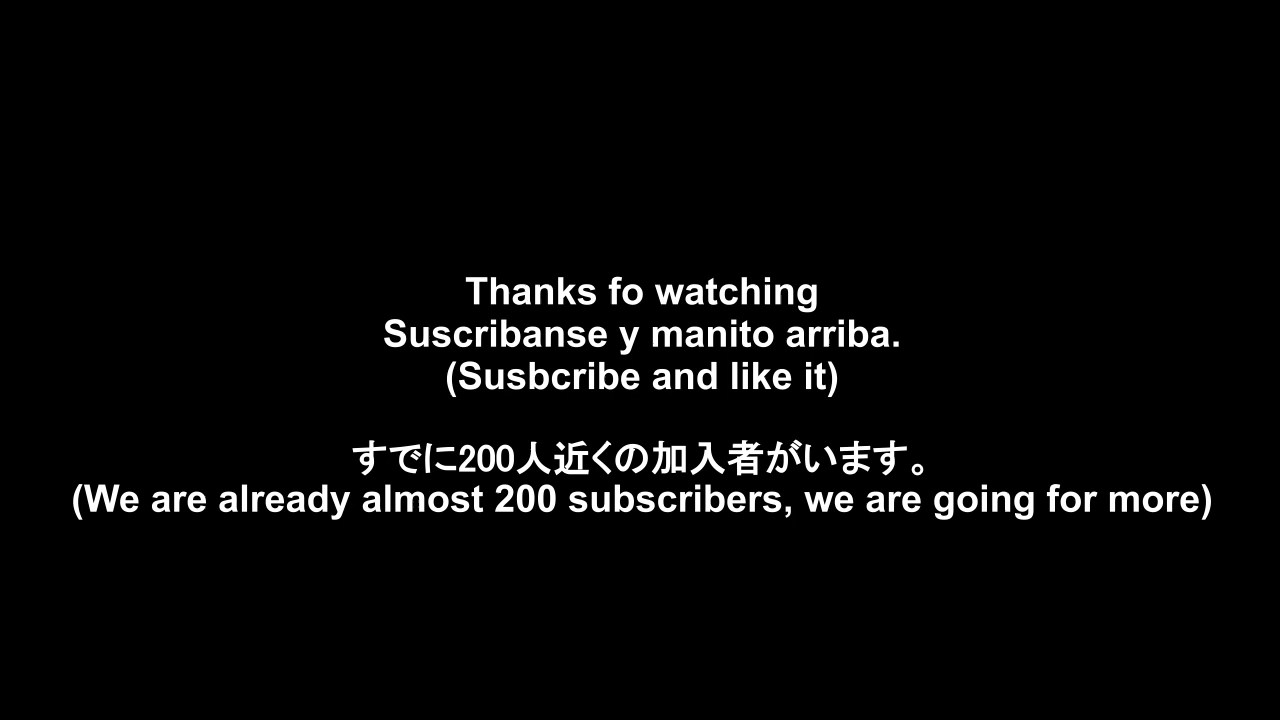 Thanks fo watching
Suscribanse y manito arriba.
(Susbcribe and like it)
すでに200人近くの加入者がいます。
(We are already almost 200 subscribers, we are going for more)